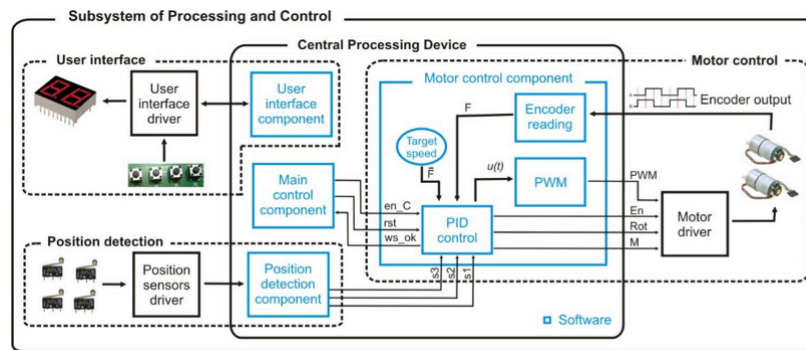 Subsystem of Processing and Control
User interface
Central Processing Device
Motor control
User
interface
driver
User
interface
component
Motor control component
F
Encoder
reading
Encoder output
Target
speed
F̄
u(t)
PWM
PWM
Main
control
component
en_C
rst
ws_ok
PID
control
En
Rot
M
Motor
driver
Position detection
Position
sensors
driver
Position
detection
component
s3
s2
s1
Software